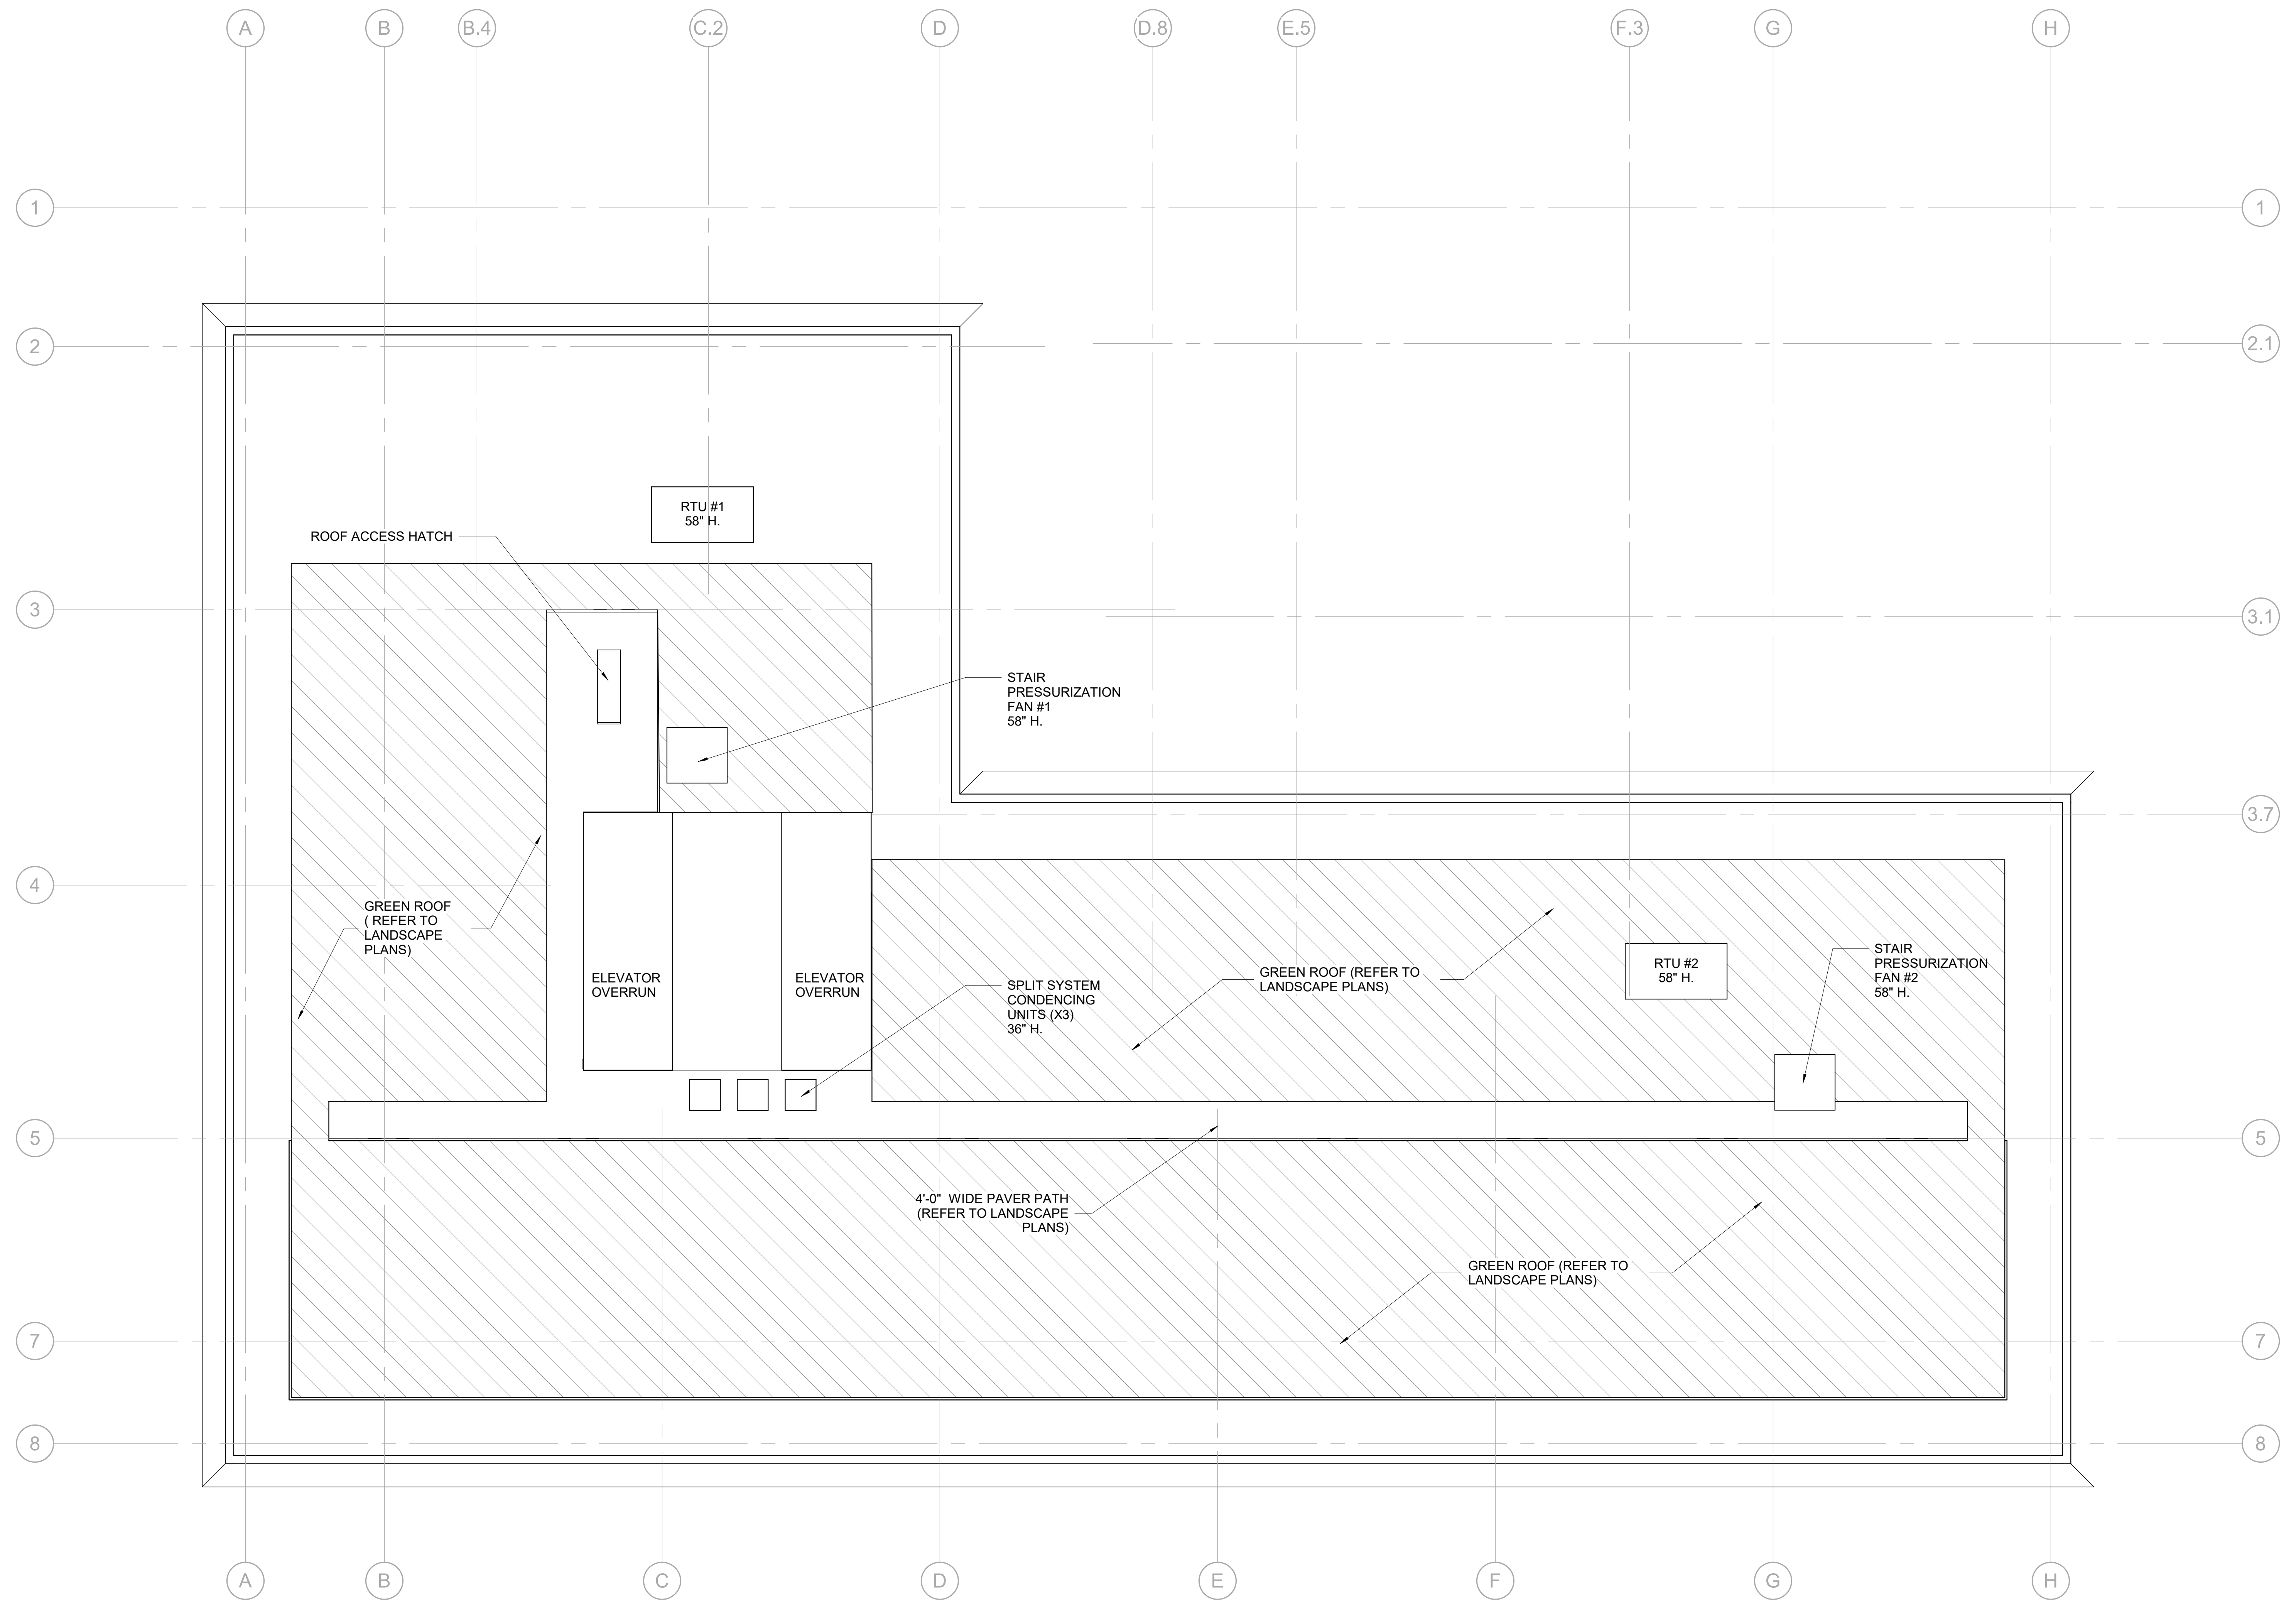 A
B
B.4
C.2
D
D.8
E.5
F.3
G
H
1
1
2
2.1
RTU #1
58" H.
ROOF ACCESS HATCH
3
3.1
STAIR
PRESSURIZATION
FAN #1
58" H.
3.7
4
GREEN ROOF
( REFER TO
LANDSCAPE
PLANS)
ELEVATOR
OVERRUN
ELEVATOR
OVERRUN
SPLIT SYSTEM
CONDENCING
UNITS (X3)
36" H.
GREEN ROOF (REFER TO
LANDSCAPE PLANS)
RTU #2
58" H.
STAIR
PRESSURIZATION
FAN #2
58" H.
5
5
4'-0" WIDE PAVER PATH
(REFER TO LANDSCAPE
PLANS)
GREEN ROOF (REFER TO
LANDSCAPE PLANS)
7
7
8
8
A
B
C
D
E
F
G
H